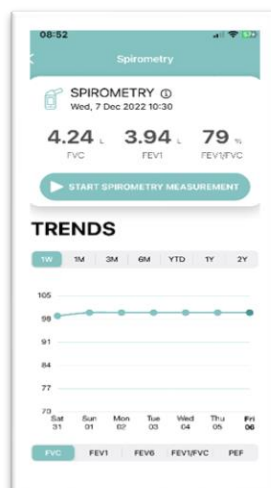 08:52
Spirometry
SPIROMETRY
Wed, 7 Dec 2022 10:30
4.24 L 3.94 L 79 %
FVC FEV1 FEV1/FVC
START SPIROMETRY MEASUREMENT
TRENDS
1W 1M 3M 6M YTD 1Y 2Y
105
98
91
84
77
70
Sat Sun Mon Tue Wed Thu Fri
31 01 02 03 04 05 06
FVC FEV1 FEV6 FEV1/FVC PEF